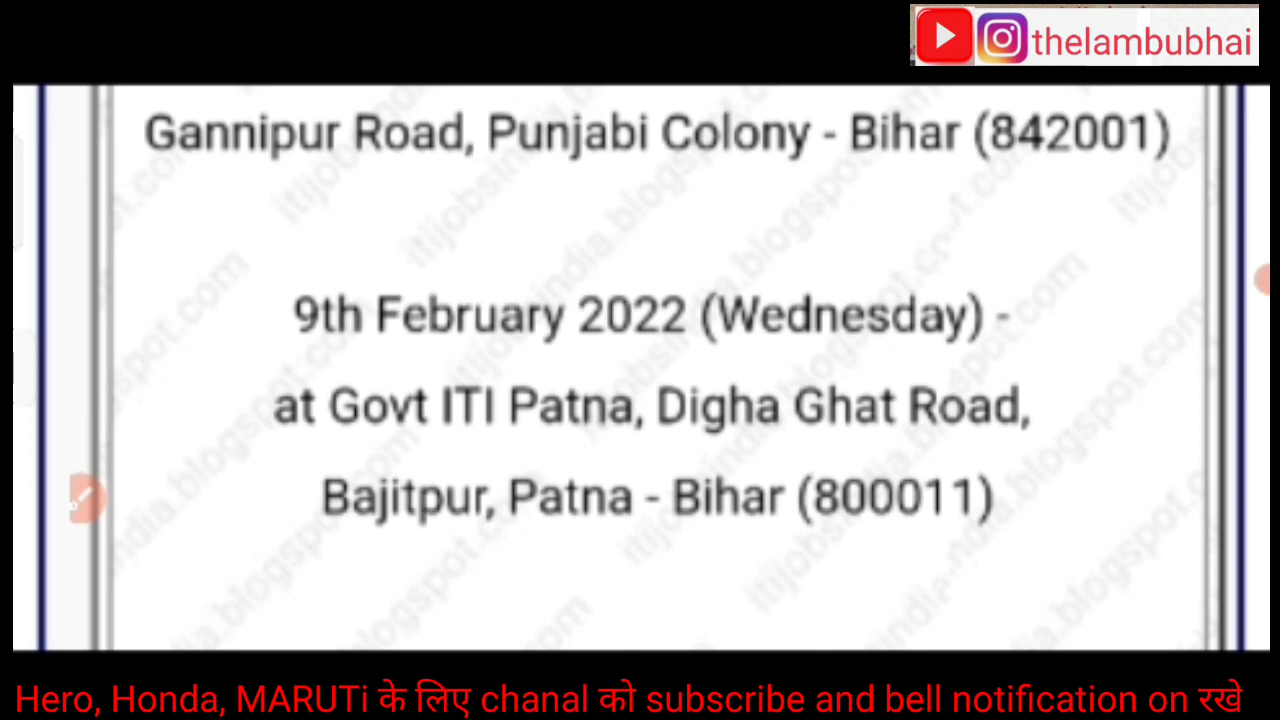 thelambubhai
Gannipur Road, Punjabi Colony - Bihar (842001)
9th February 2022 (Wednesday) -
at Govt ITI Patna, Digha Ghat Road,
Bajitpur, Patna - Bihar (800011)
Hero, Honda, MARUTi के लिए chanal को subscribe and bell notification on रखे